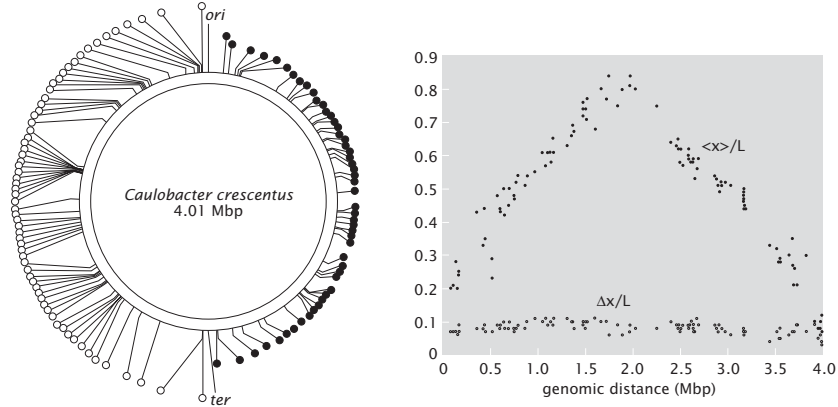 ori
Caulobacter crescentus
4.01 Mbp
ter
0.9
0.8
0.7
0.6
0.5
0.4
0.3
0.2
0.1
0
<x>/L
Δx/L
0 0.5 1.0 1.5 2.0 2.5 3.0 3.5 4.0
genomic distance (Mbp)